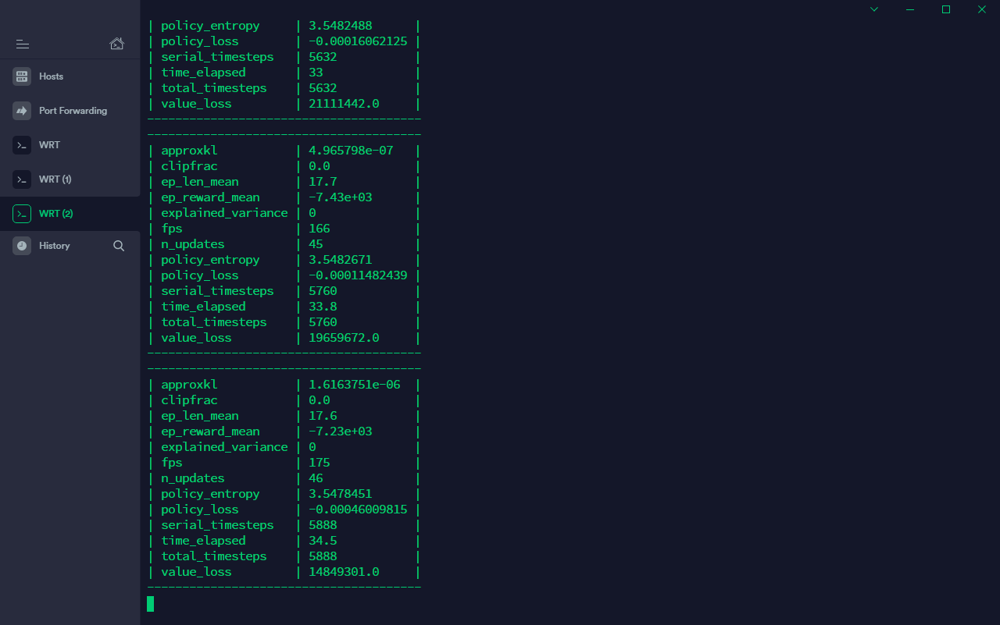 Hosts
Port Forwarding
WRT
WRT (1)
WRT (2)
History
| policy_entropy     | 3.5482488      |
| policy_loss        | -0.00016062125 |
| serial_timesteps   | 5632           |
| time_elapsed       | 33             |
| total_timesteps    | 5632           |
| value_loss         | 21111442.0     |
---------------------------------------
---------------------------------------
| approxkl           | 4.965798e-07   |
| clipfrac           | 0.0            |
| ep_len_mean        | 17.7           |
| ep_reward_mean     | -7.43e+03      |
| explained_variance | 0              |
| fps                | 166            |
| n_updates          | 45             |
| policy_entropy     | 3.5482671      |
| policy_loss        | -0.00011482439 |
| serial_timesteps   | 5760           |
| time_elapsed       | 33.8           |
| total_timesteps    | 5760           |
| value_loss         | 19659672.0     |
---------------------------------------
---------------------------------------
| approxkl           | 1.6163751e-06  |
| clipfrac           | 0.0            |
| ep_len_mean        | 17.6           |
| ep_reward_mean     | -7.23e+03      |
| explained_variance | 0              |
| fps                | 175            |
| n_updates          | 46             |
| policy_entropy     | 3.5478451      |
| policy_loss        | -0.00046009815 |
| serial_timesteps   | 5888           |
| time_elapsed       | 34.5           |
| total_timesteps    | 5888           |
| value_loss         | 14849301.0     |
---------------------------------------